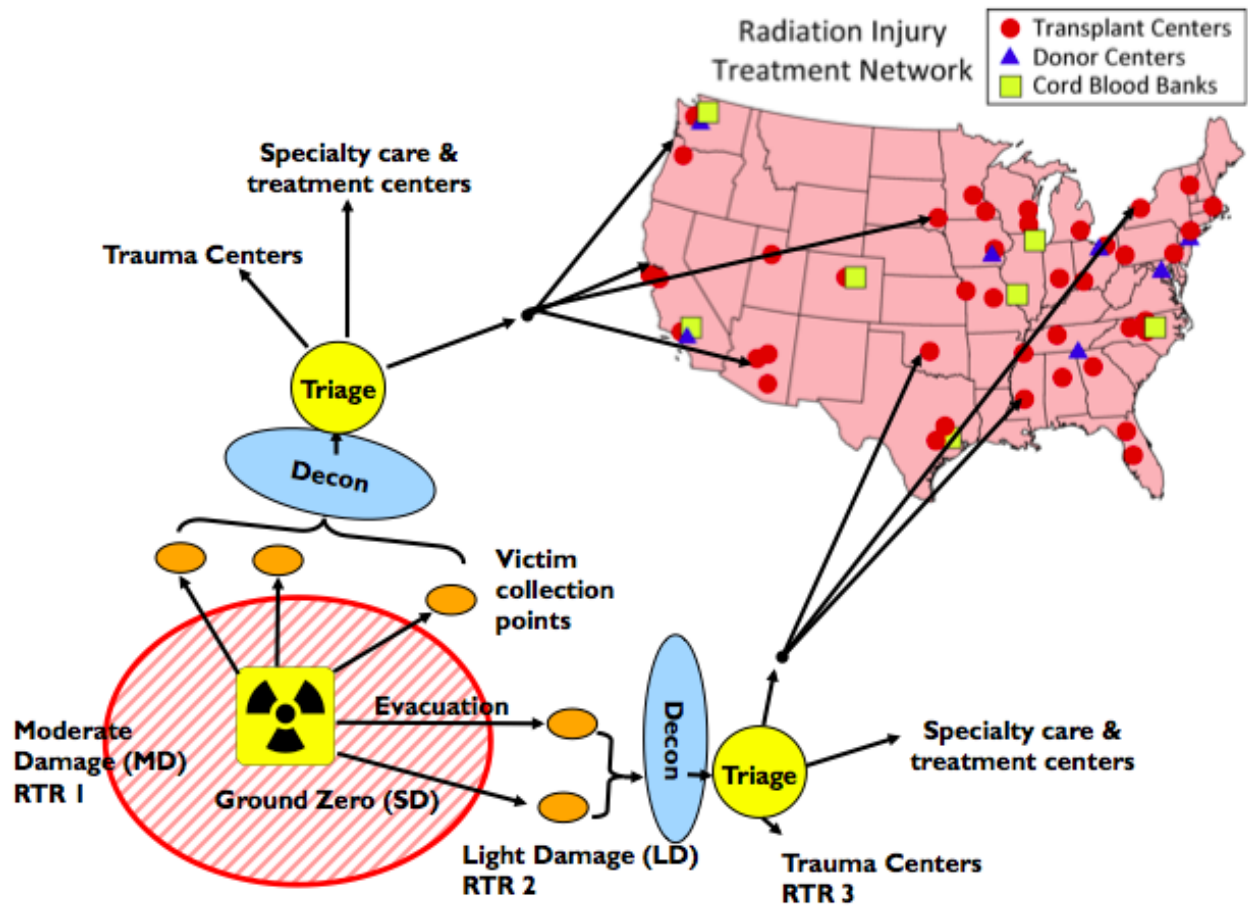 Radiation Injury
Treatment Network
Transplant Centers
Donor Centers
Cord Blood Banks
Specialty care &
treatment centers
Trauma Centers
Triage
Decon
Victim
collection
points
Evacuation
Moderate
Damage (MD)
RTR 1
Ground Zero (SD)
Decon
Triage
Specialty care &
treatment centers
Light Damage (LD)
RTR 2
Trauma Centers
RTR 3